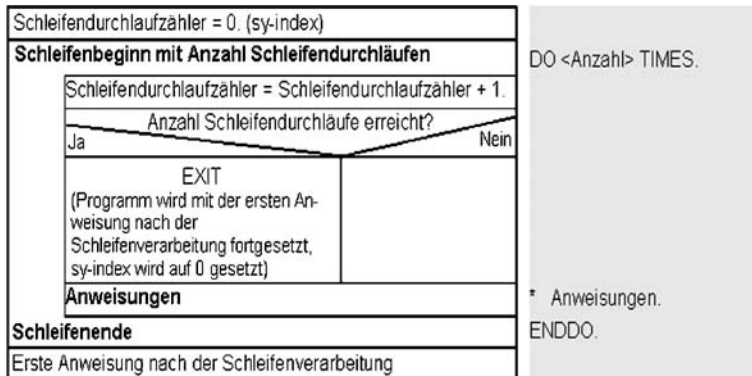 Schleifendurchlaufzähler = 0. (sy-index)
Schleifenbeginn mit Anzahl Schleifendurchläufen
DO <Anzahl> TIMES.
Schleifendurchlaufzähler = Schleifendurchlaufzähler + 1.
Anzahl Schleifendurchläufe erreicht?
Ja
Nein
EXIT
(Programm wird mit der ersten An-
weisung nach der
Schleifenverarbeitung fortgesetzt,
sy-index wird auf 0 gesetzt)
Anweisungen
* Anweisungen.
Schleifenende
ENDDO.
Erste Anweisung nach der Schleifenverarbeitung